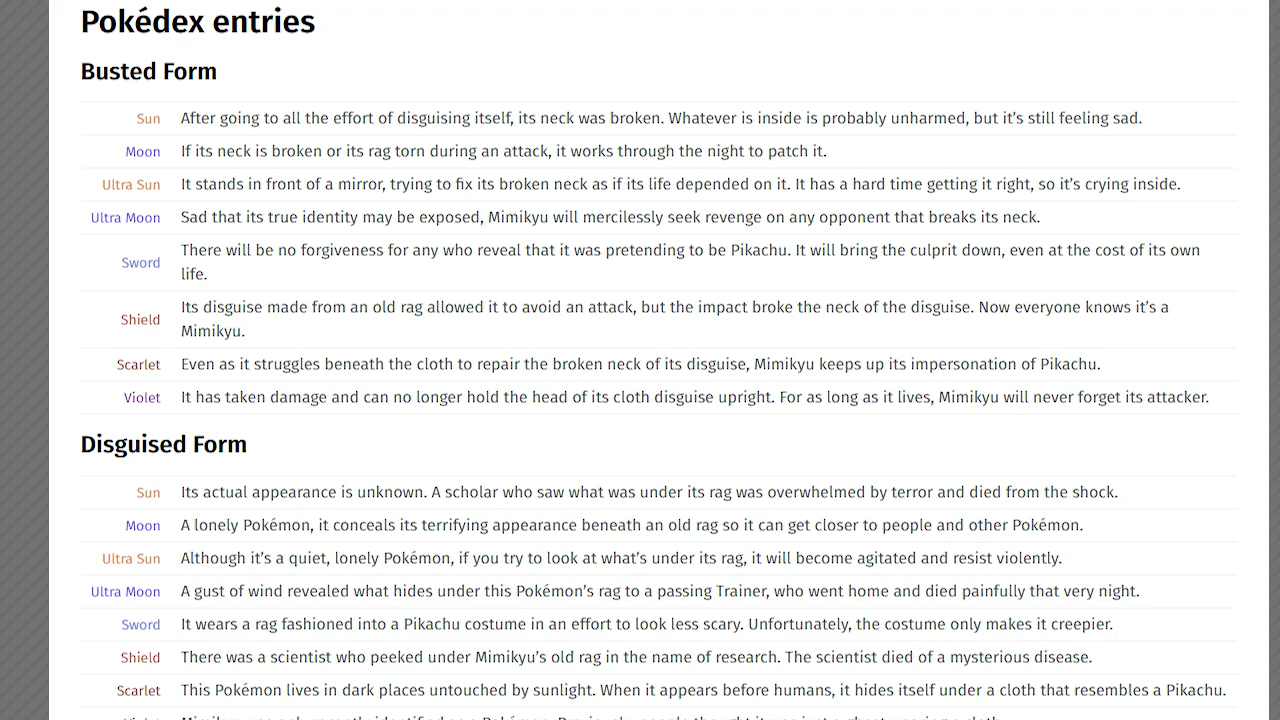 Pokédex entries
Busted Form
Sun After going to all the effort of disguising itself, its neck was broken. Whatever is inside is probably unharmed, but it’s still feeling sad.
Moon If its neck is broken or its rag torn during an attack, it works through the night to patch it.
Ultra Sun It stands in front of a mirror, trying to fix its broken neck as if its life depended on it. It has a hard time getting it right, so it’s crying inside.
Ultra Moon Sad that its true identity may be exposed, Mimikyu will mercilessly seek revenge on any opponent that breaks its neck.
Sword There will be no forgiveness for any who reveal that it was pretending to be Pikachu. It will bring the culprit down, even at the cost of its own
life.
Shield Its disguise made from an old rag allowed it to avoid an attack, but the impact broke the neck of the disguise. Now everyone knows it’s a
Mimikyu.
Scarlet Even as it struggles beneath the cloth to repair the broken neck of its disguise, Mimikyu keeps up its impersonation of Pikachu.
Violet It has taken damage and can no longer hold the head of its cloth disguise upright. For as long as it lives, Mimikyu will never forget its attacker.
Disguised Form
Sun Its actual appearance is unknown. A scholar who saw what was under its rag was overwhelmed by terror and died from the shock.
Moon A lonely Pokémon, it conceals its terrifying appearance beneath an old rag so it can get closer to people and other Pokémon.
Ultra Sun Although it’s a quiet, lonely Pokémon, if you try to look at what’s under its rag, it will become agitated and resist violently.
Ultra Moon A gust of wind revealed what hides under this Pokémon’s rag to a passing Trainer, who went home and died painfully that very night.
Sword It wears a rag fashioned into a Pikachu costume in an effort to look less scary. Unfortunately, the costume only makes it creepier.
Shield There was a scientist who peeked under Mimikyu’s old rag in the name of research. The scientist died of a mysterious disease.
Scarlet This Pokémon lives in dark places untouched by sunlight. When it appears before humans, it hides itself under a cloth that resembles a Pikachu.